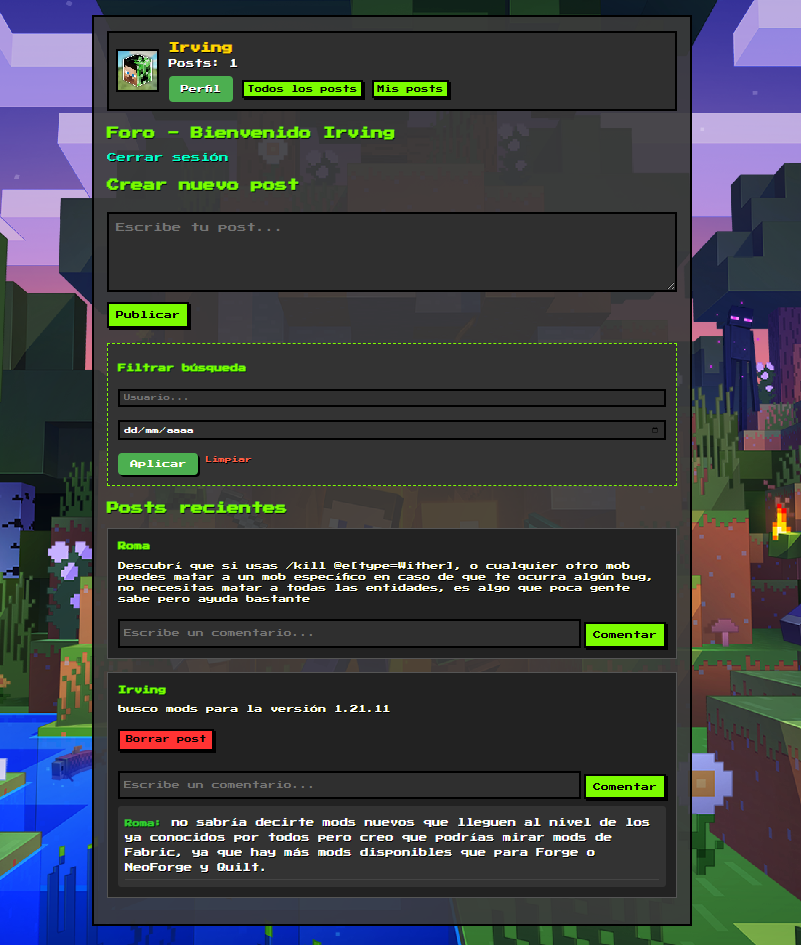 Irving
Posts: 1
Perfil
Todos los posts
Mis posts
Foro - Bienvenido Irving
Cerrar sesión
Crear nuevo post
Escribe tu post...
Publicar
Filtrar búsqueda
Usuario...
dd/mm/aaaa
Aplicar
Limpiar
Posts recientes
Roma
Descubrí que si usas /kill @e[type=Wither], o cualquier otro mob
puedes matar a un mob específico en caso de que te ocurra algún bug,
no necesitas matar a todas las entidades, es algo que poca gente
sabe pero ayuda bastante
Escribe un comentario...
Comentar
Irving
busco mods para la versión 1.21.11
Borrar post
Escribe un comentario...
Comentar
Roma: no sabría decirte mods nuevos que lleguen al nivel de los
ya conocidos por todos pero creo que podrías mirar mods de
Fabric, ya que hay más mods disponibles que para Forge o
NeoForge y Quilt.